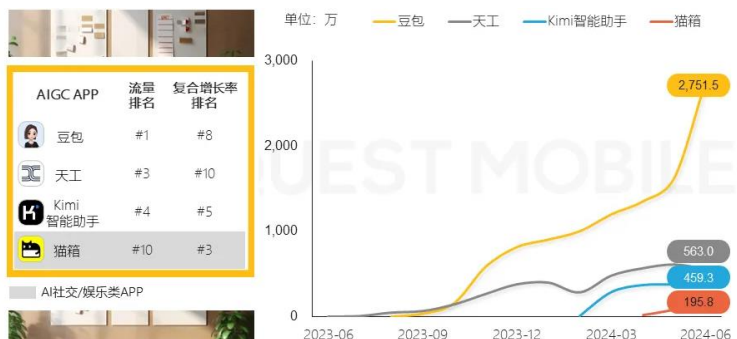 单位：万
豆包
天工
Kimi智能助手
猫箱
AIGC APP
流量排名
复合增长率排名
豆包 #1 #8
天工 #3 #10
Kimi智能助手 #4 #5
猫箱 #10 #3
AI社交/娱乐类APP
3,000
2,000
1,000
0
2,751.5
563.0
459.3
195.8
2023-06
2023-09
2023-12
2024-03
2024-06
QUEST MOBILE